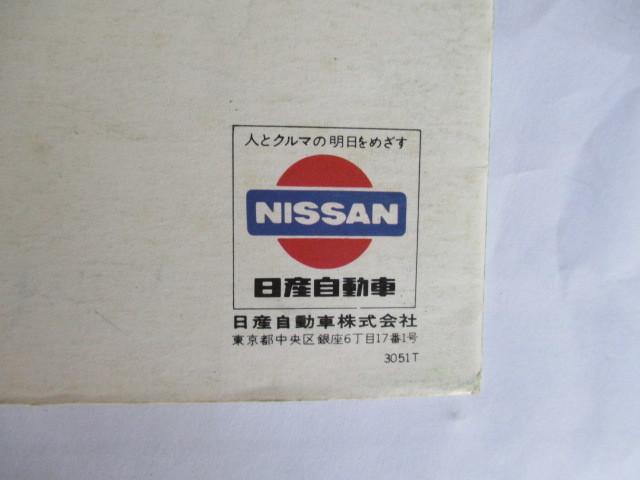 人とクルマの明日をめざす
NISSAN
日産自動車
日産自動車株式会社
東京都中央区銀座6丁目17番1号
3051T